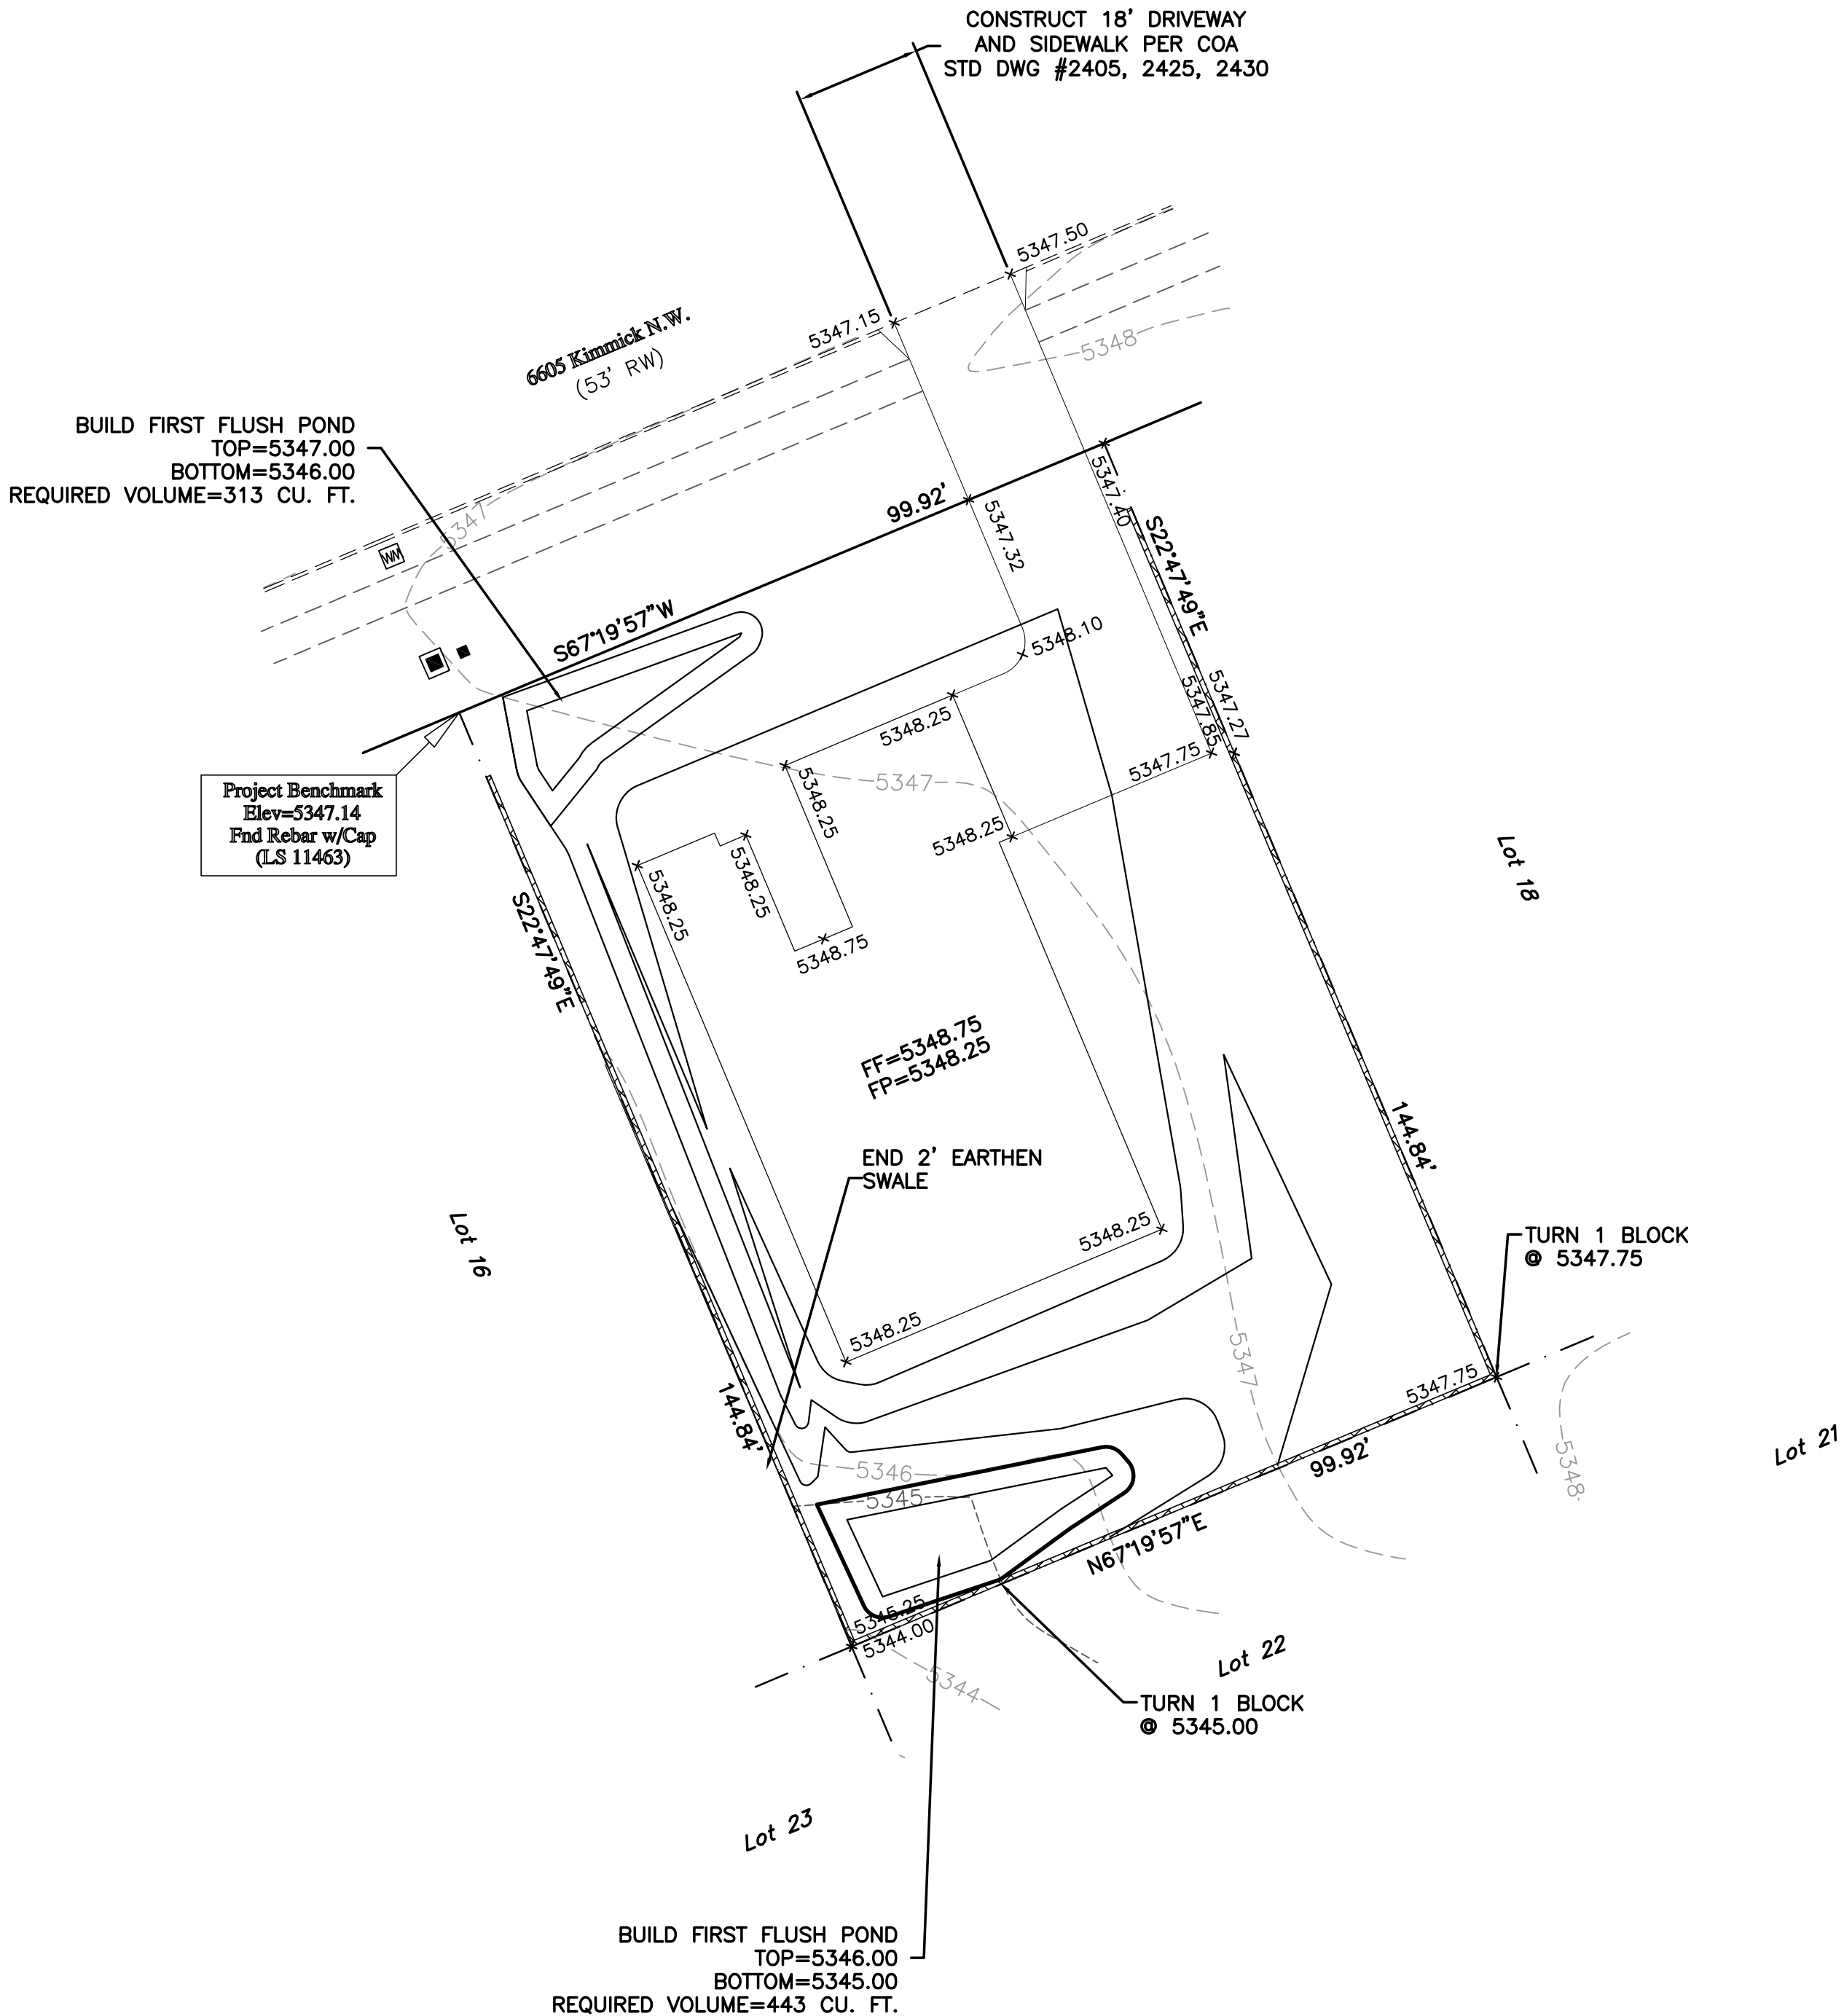 CONSTRUCT 18' DRIVEWAY
AND SIDEWALK PER COA
STD DWG #2405, 2425, 2430
5347.50
5347.15
5348
6605 Kimmick N.W.
(53' RW)
BUILD FIRST FLUSH POND
TOP=5347.00
BOTTOM=5346.00
REQUIRED VOLUME=313 CU. FT.
5347
WM
99.92'
5347.40
5347.32
S22°47'49"E
S67°19'57"W
5348.10
5347.27
5347.85
5348.25
5347.75
Project Benchmark
Elev=5347.14
Fnd Rebar w/Cap
(LS 11463)
5348.25
5347
5348.25
5348.25
5348.25
5348.75
Lot 18
S22°47'49"E
FF=5348.75
FP=5348.25
END 2' EARTHEN
SWALE
144.84'
Lot 16
5348.25
TURN 1 BLOCK
@ 5347.75
5348.25
5347
5347.75
144.84'
99.92'
Lot 21
5348
5346
5345
N67°19'57"E
5345.25
5344.00
Lot 22
5344
TURN 1 BLOCK
@ 5345.00
Lot 23
BUILD FIRST FLUSH POND
TOP=5346.00
BOTTOM=5345.00
REQUIRED VOLUME=443 CU. FT.